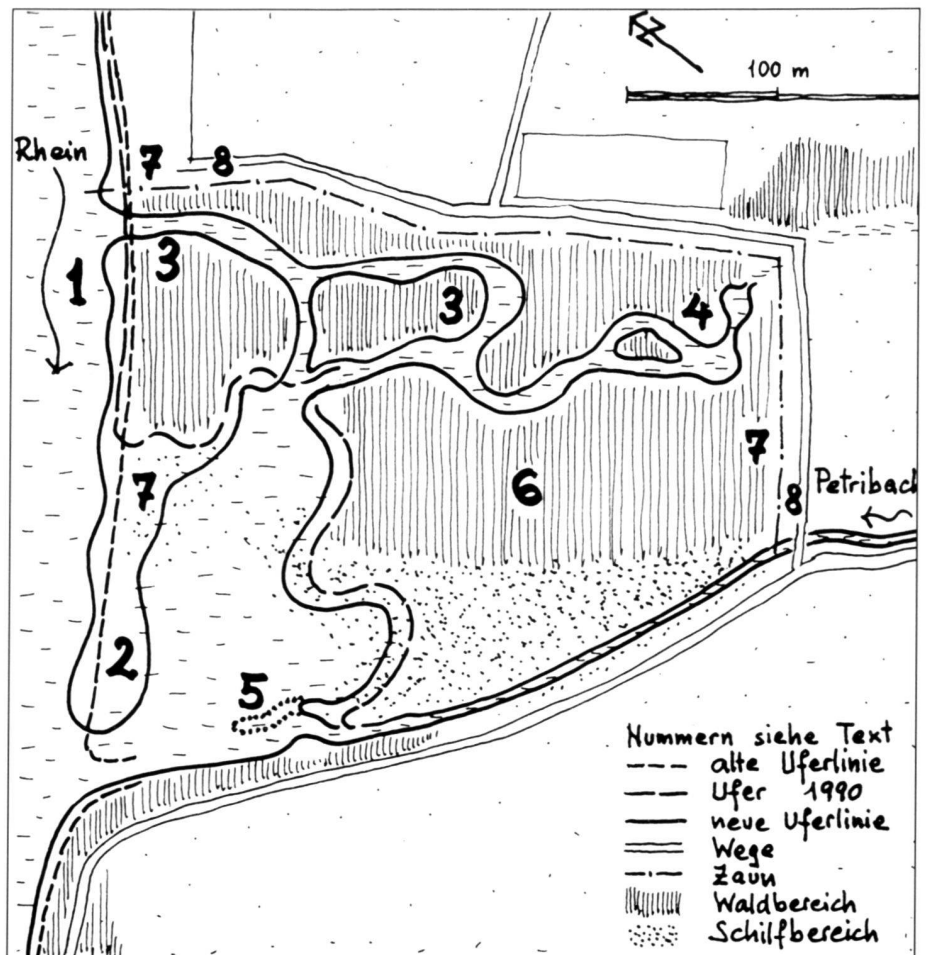 N
100 m
Rhein
7
8
1
3
3
4
7
6
7
8
Petribach
2
5
Nummern siehe Text
alte Uferlinie
Ufer 1990
neue Uferlinie
Wege
Zaun
Waldbereich
Schilfbereich